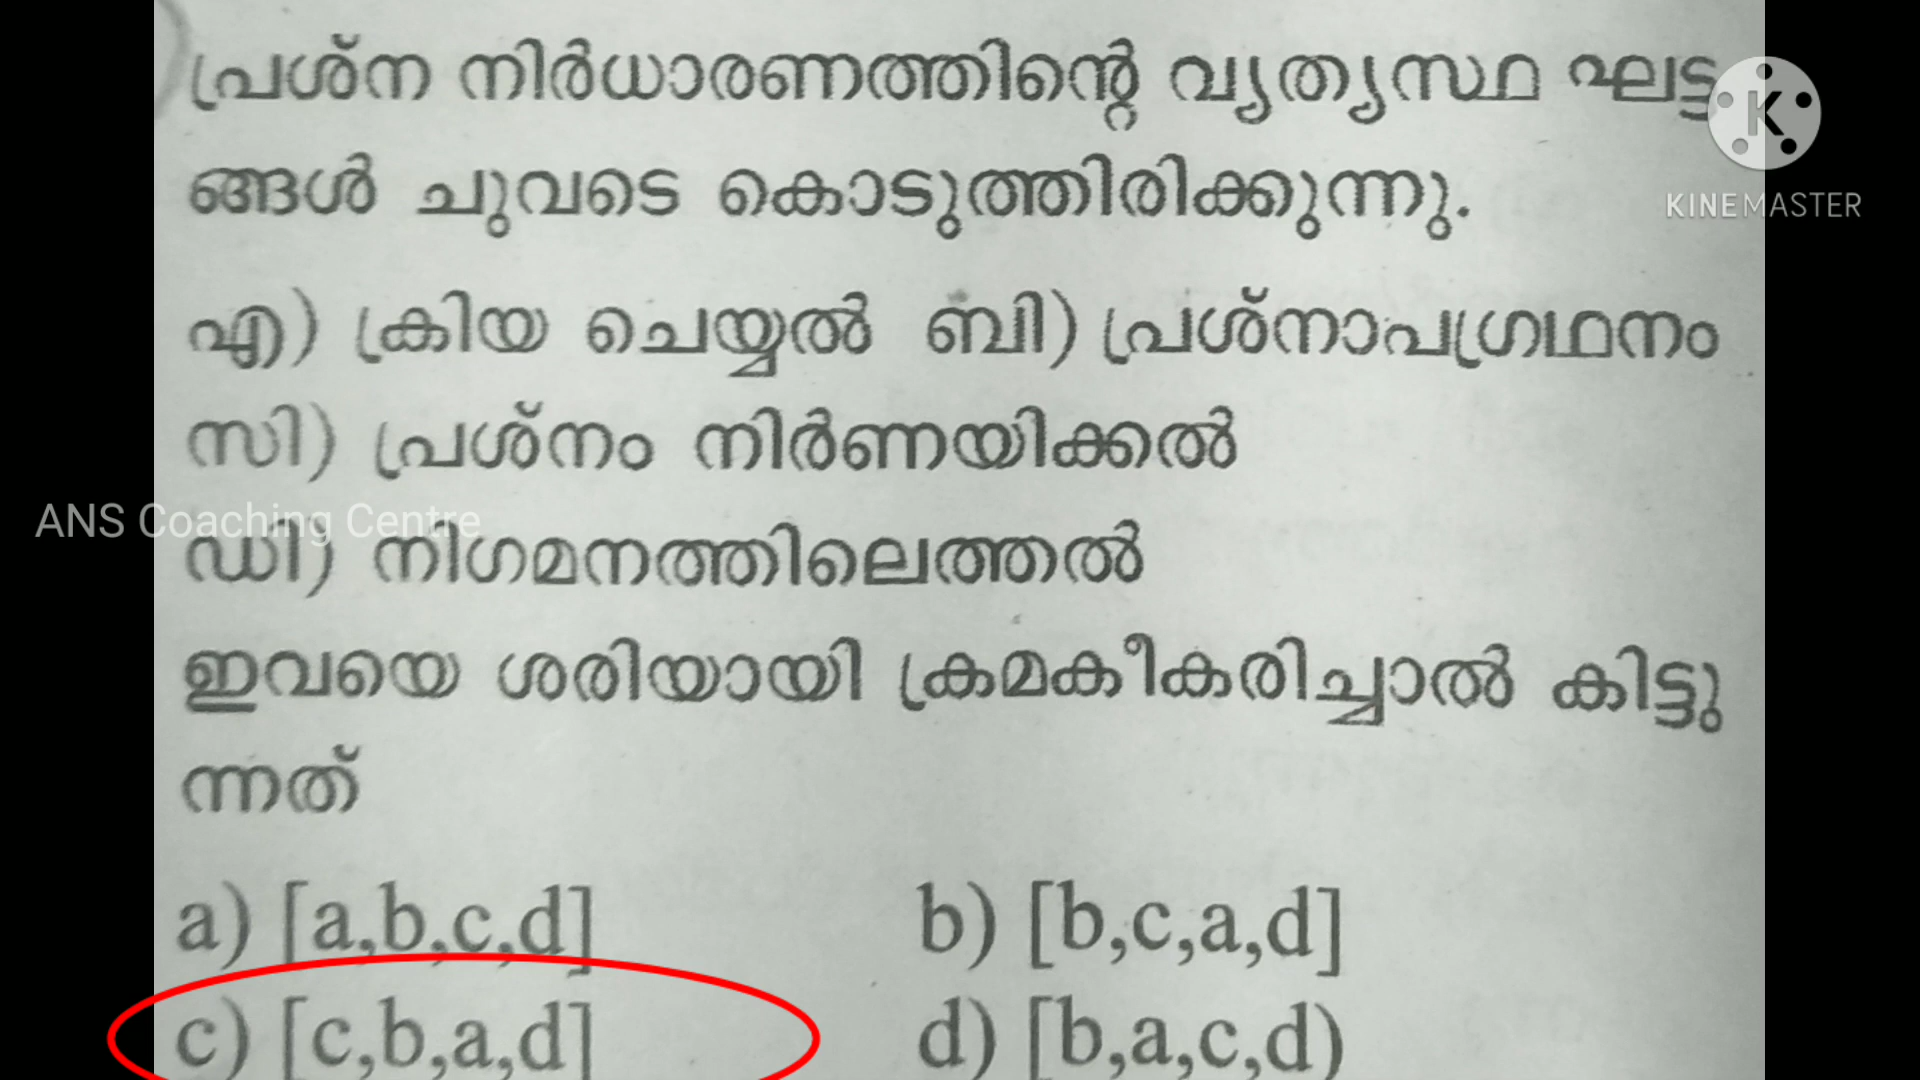 പ്രശ്ന നിർധാരണത്തിന്റെ വ്യത്യസ്ഥ ഘട്ട
ങ്ങൾ ചുവടെ കൊടുത്തിരിക്കുന്നു.
എ) ക്രിയ ചെയ്യൽ ബി) പ്രശ്നാപഗ്രഥനം
സി) പ്രശ്നം നിർണയിക്കൽ
ഡി) നിഗമനത്തിലെത്തൽ
ഇവയെ ശരിയായി ക്രമകീകരിച്ചാൽ കിട്ടു
ന്നത്
a) [a,b,c,d] b) [b,c,a,d]
c) [c,b,a,d] d) [b,a,c,d)
K
KINEMASTER
ANS Coaching Centre